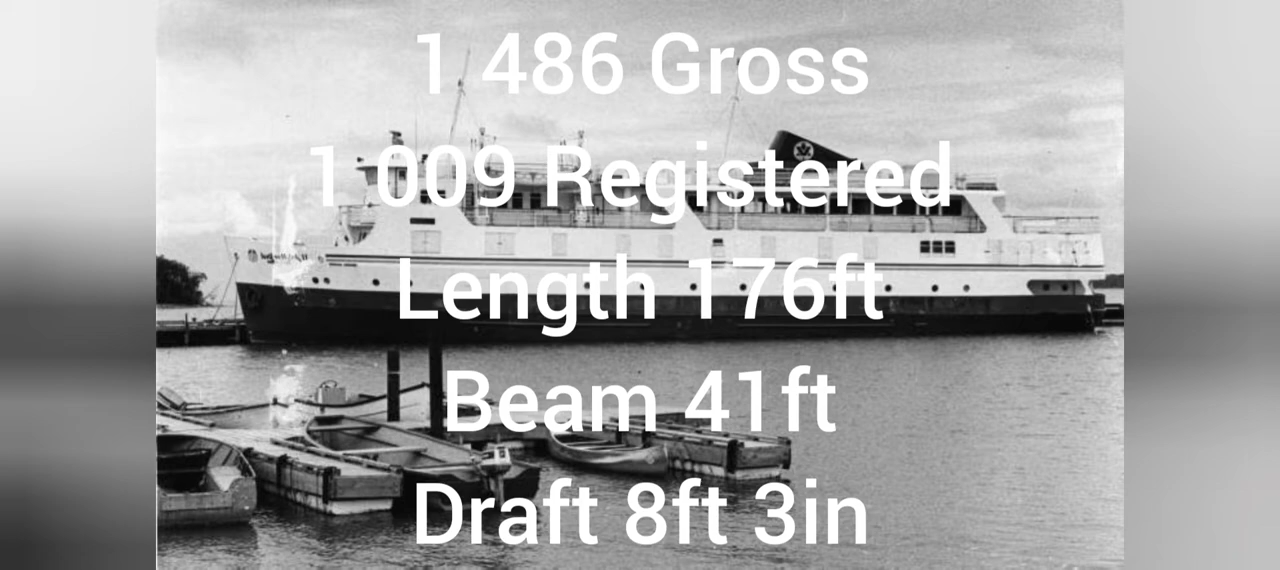 1 486 Gross
1 009 Registered
Length 176ft
Beam 41ft
Draft 8ft 3in